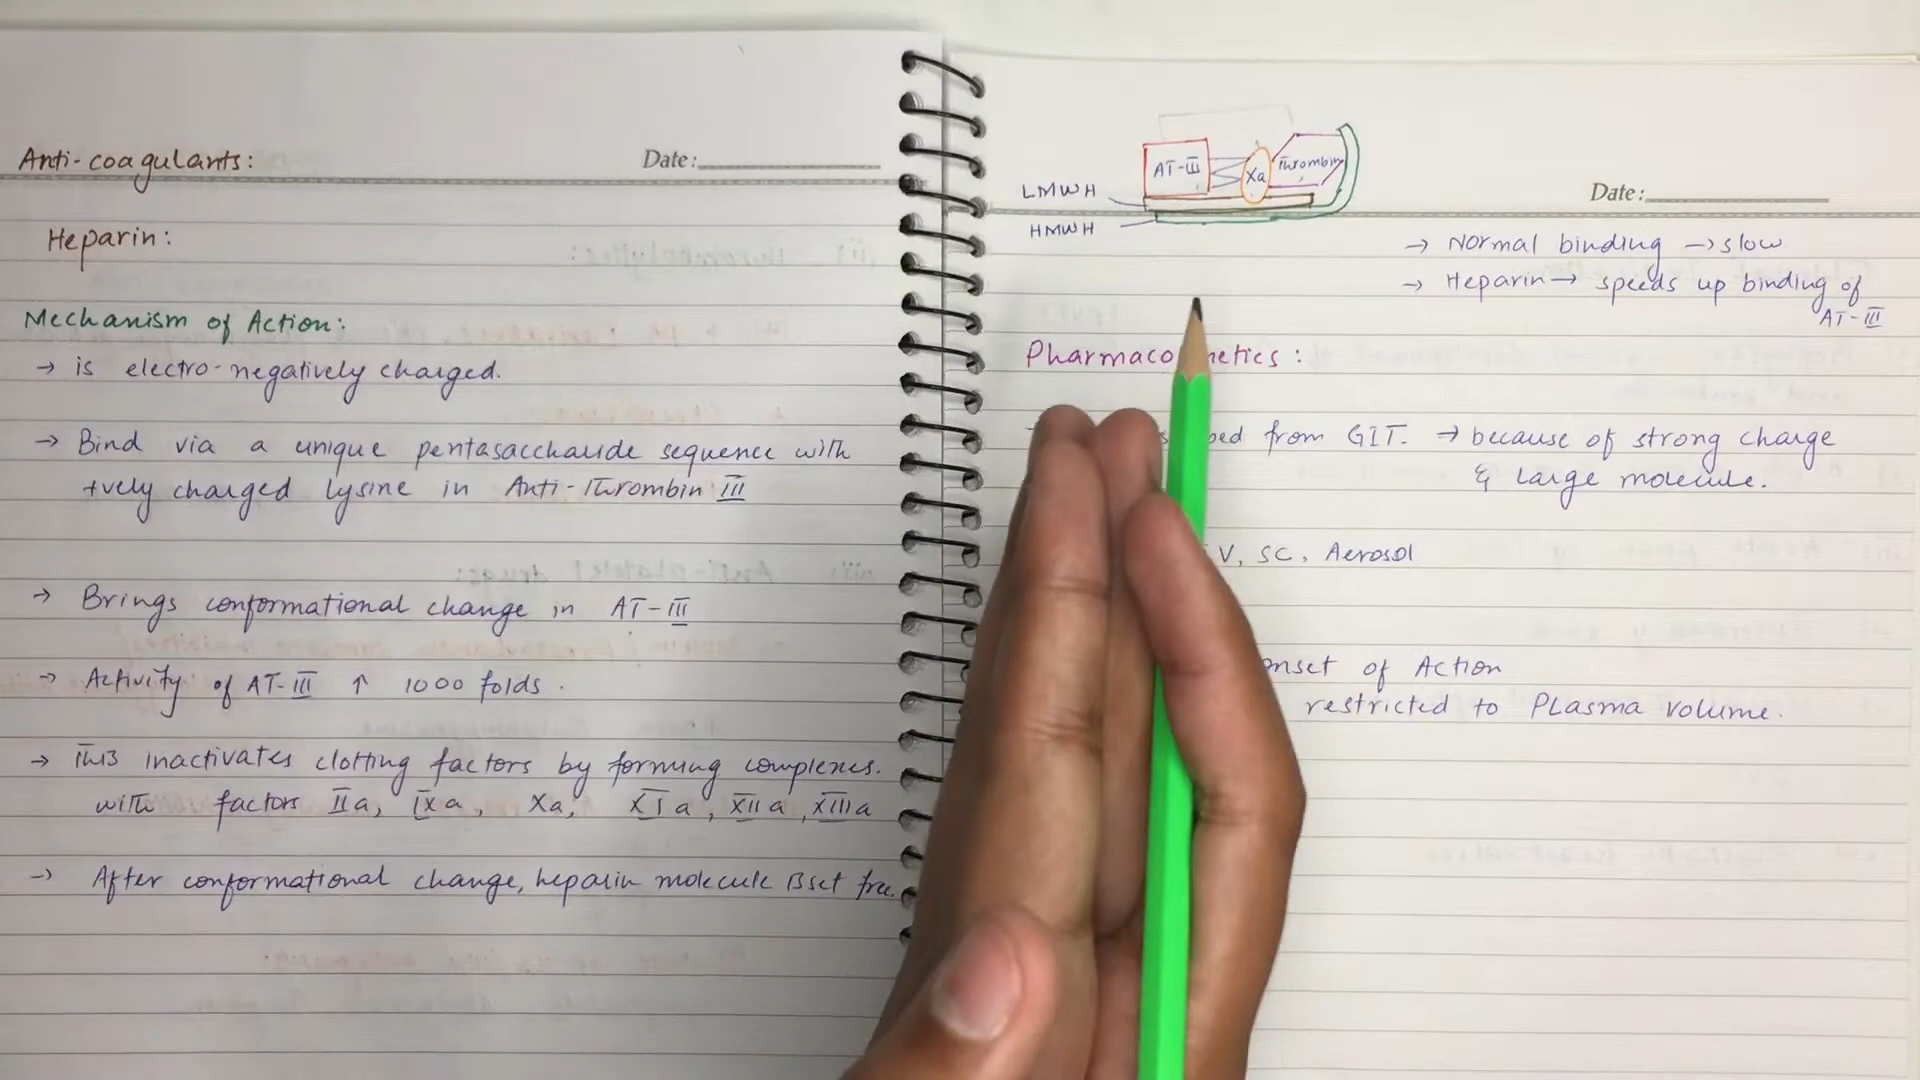 Anti-coagulants:
Date:
Heparin:
Mechanism of Action:
→ is electro-negatively charged.
→ Bind via a unique pentasaccharide sequence with
+vely charged lysine in Anti-Thrombin III
→ Brings conformational change in AT-III
→ Activity of AT-III ↑ 1000 folds.
→ This inactivates clotting factors by forming complexes.
with factors IIa, IXa, Xa, XIa, XIIa, XIIIa
→ After conformational change, heparin molecule is set free.
AT-III Xa Thrombin
LMWH
HMWH
Date:
→ Normal binding → slow
→ Heparin → speeds up binding of
AT-III
Pharmaco netics:
bed from GIT. → because of strong charge
& large molecule.
V, SC, Aerosol
onset of Action
restricted to Plasma volume.